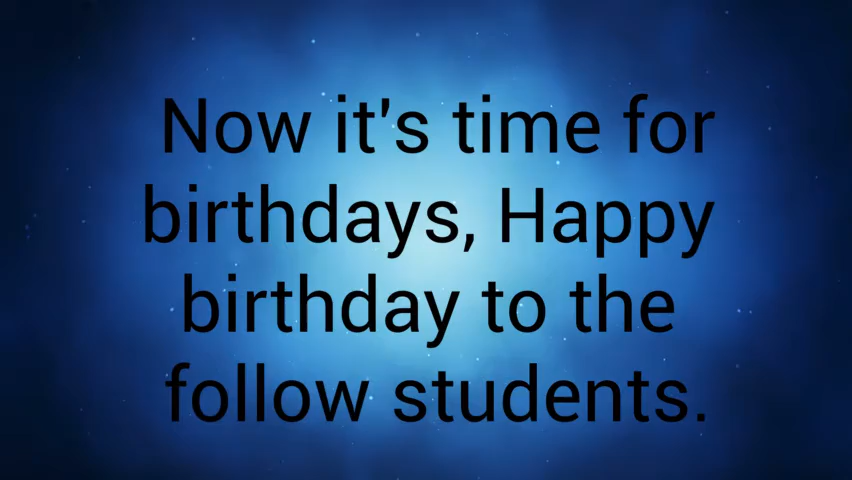 Now it's time for
birthdays, Happy
birthday to the
follow students.